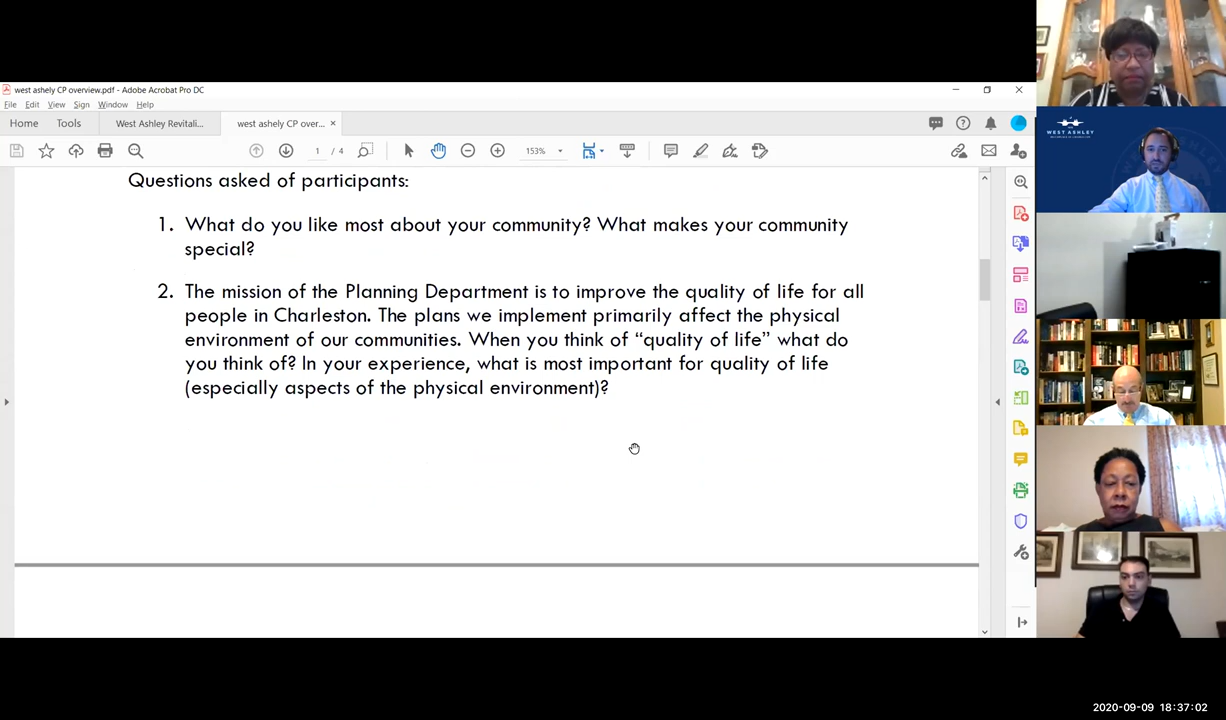 west ashely CP overview.pdf - Adobe Acrobat Pro DC
File Edit View Sign Window Help
Home Tools West Ashley Revitali... west ashely CP over... ×
1 / 4 153%
Questions asked of participants:
1. What do you like most about your community? What makes your community
special?
2. The mission of the Planning Department is to improve the quality of life for all
people in Charleston. The plans we implement primarily affect the physical
environment of our communities. When you think of “quality of life” what do
you think of? In your experience, what is most important for quality of life
(especially aspects of the physical environment)?
WEST ASHLEY
2020-09-09 18:37:02